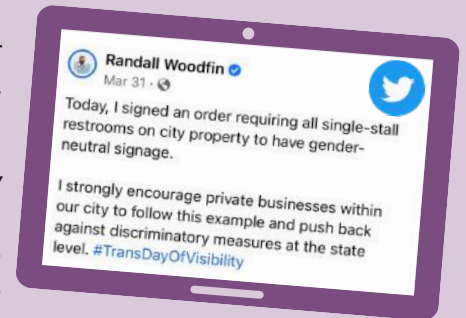 Randall Woodfin
Mar 31 ·
Today, I signed an order requiring all single-stall
restrooms on city property to have gender-
neutral signage.
I strongly encourage private businesses within
our city to follow this example and push back
against discriminatory measures at the state
level. #TransDayOfVisibility